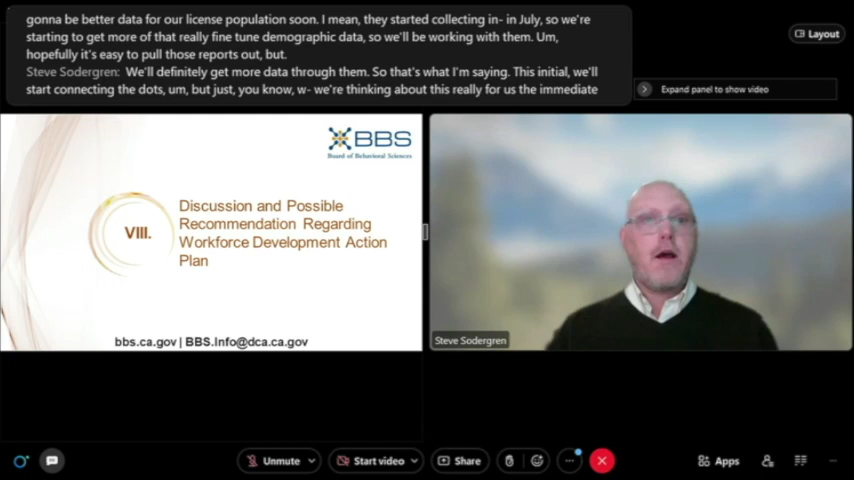 gonna be better data for our license population soon. I mean, they started collecting in- in July, so we're
starting to get more of that really fine tune demographic data, so we'll be working with them. Um,
hopefully it's easy to pull those reports out, but.
Steve Sodergren: We'll definitely get more data through them. So that's what I'm saying. This initial, we'll
start connecting the dots, um, but just, you know, w- we're thinking about this really for us the immediate
Layout
Expand panel to show video
BBS
Board of Behavioral Sciences
VIII.
Discussion and Possible
Recommendation Regarding
Workforce Development Action
Plan
bbs.ca.gov | BBS.Info@dca.ca.gov
Steve Sodergren
Unmute
Start video
Share
Apps